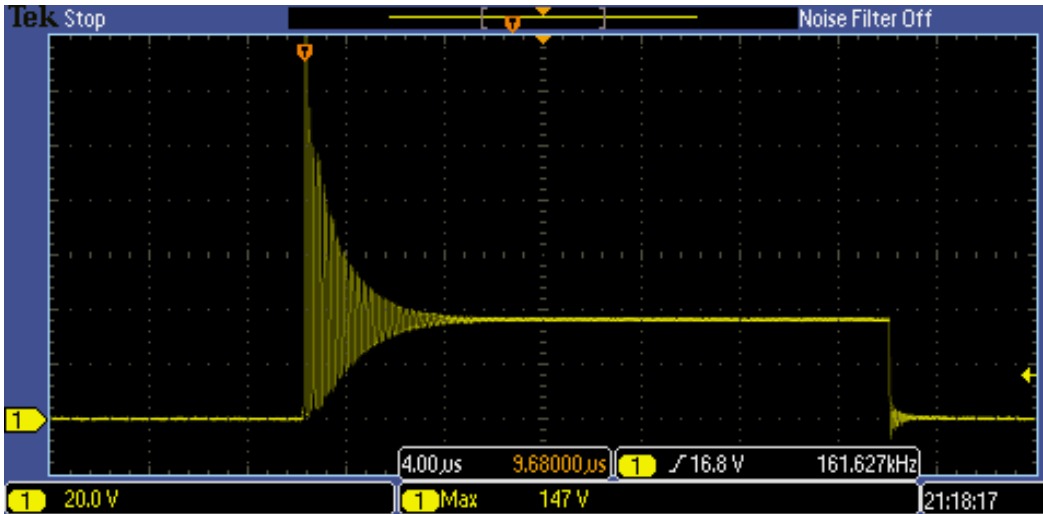 Tek Stop Noise Filter Off
T
T
1
4.00µs 9.68000µs 1 16.8 V 161.627kHz
1 20.0 V 1 Max 147 V 21:18:17